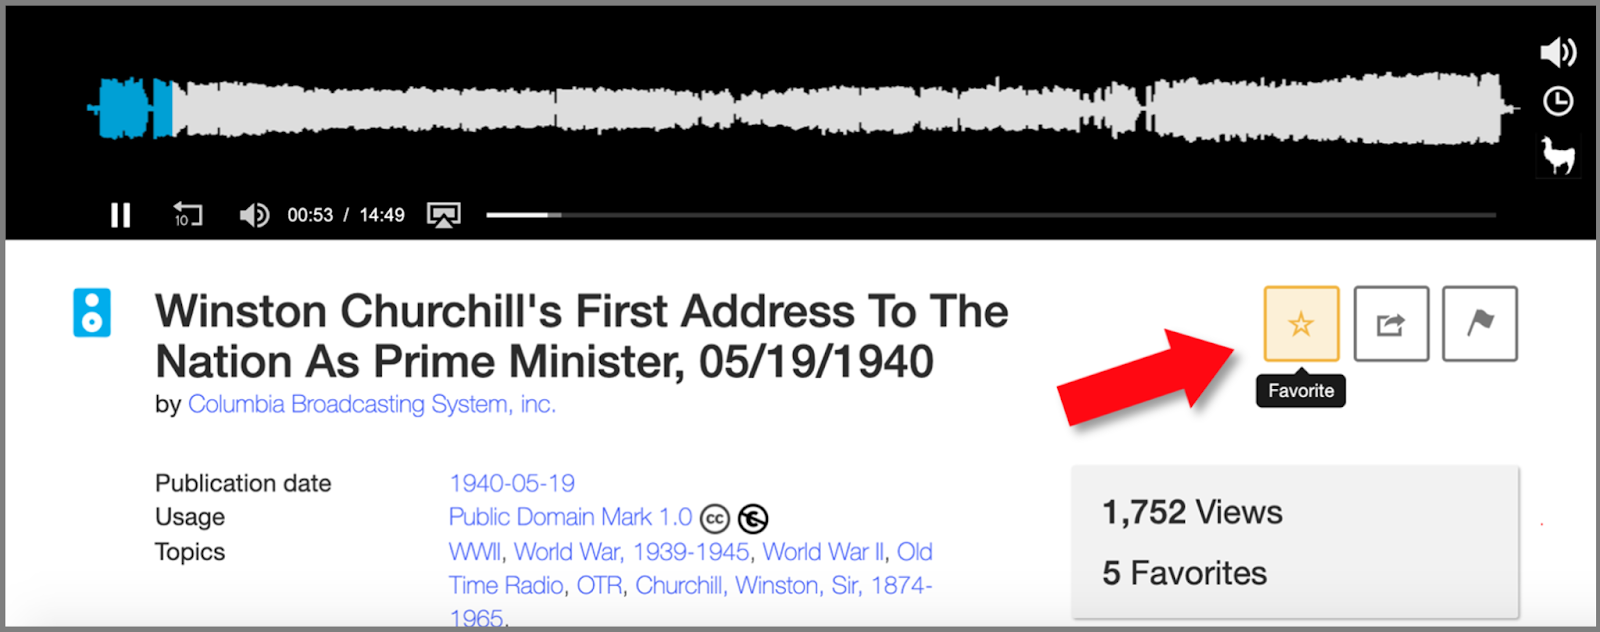 10
00:53 / 14:49
Winston Churchill's First Address To The
Nation As Prime Minister, 05/19/1940
by Columbia Broadcasting System, inc.
Favorite
Publication date 1940-05-19
Usage Public Domain Mark 1.0 cc
Topics WWII, World War, 1939-1945, World War II, Old
Time Radio, OTR, Churchill, Winston, Sir, 1874-
1965.
1,752 Views
5 Favorites